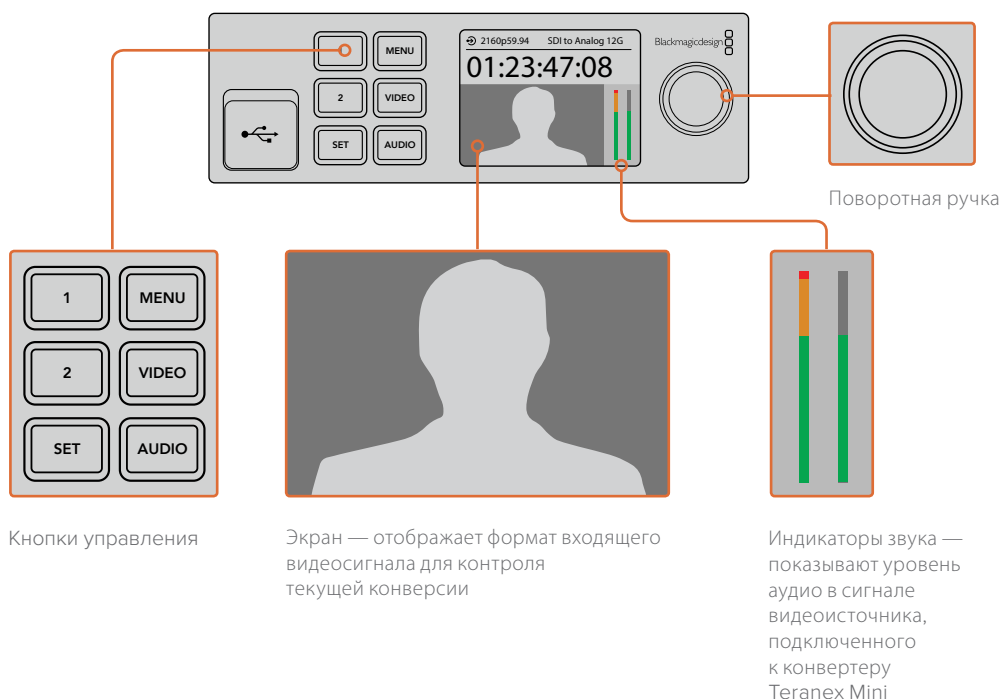 MENU
2160p59.94 SDI to Analog 12G
Blackmagicdesign
01:23:47:08
2
VIDEO
SET
AUDIO
Поворотная ручка
1
MENU
2
VIDEO
SET
AUDIO
Кнопки управления
Экран — отображает формат входящего
видеосигнала для контроля
текущей конверсии
Индикаторы звука —
показывают уровень
аудио в сигнале
видеоисточника,
подключенного
к конвертеру
Teranex Mini